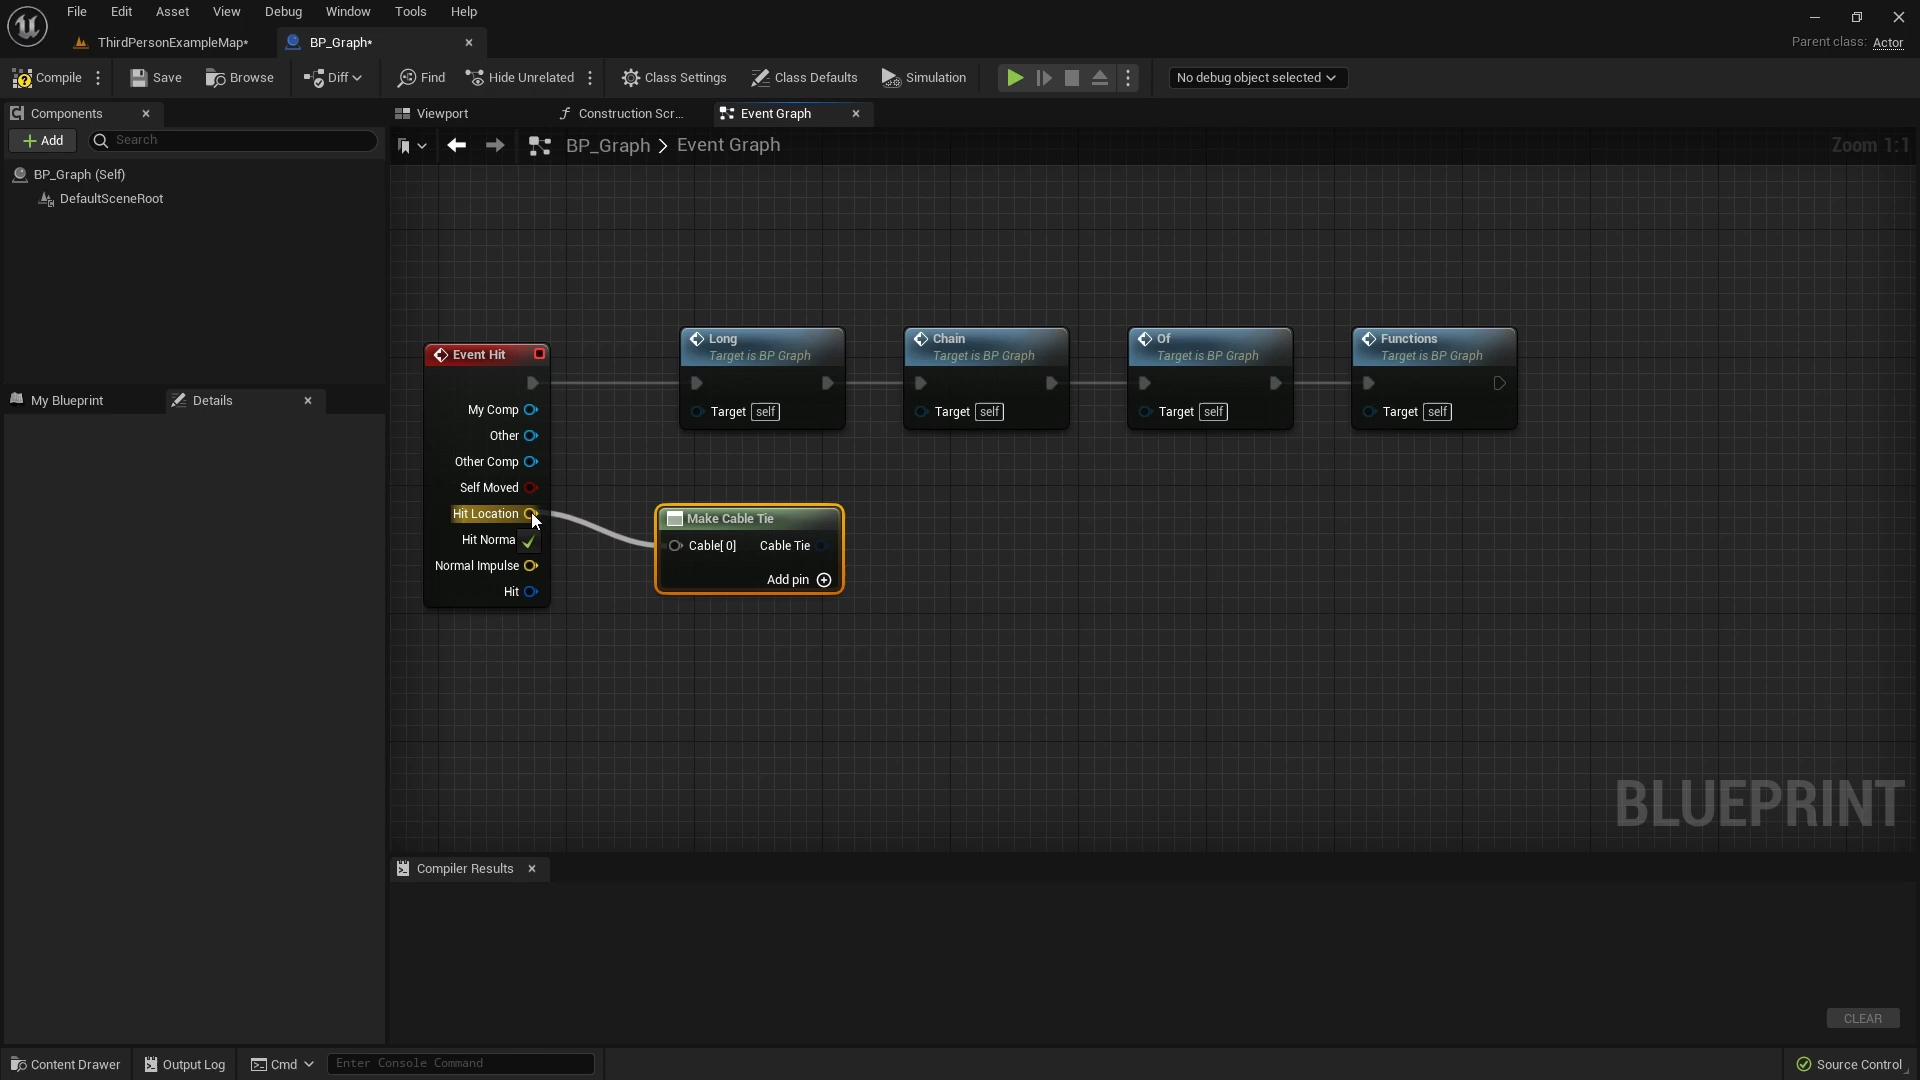 File Edit Asset View Debug Window Tools Help
ThirdPersonExampleMap*
BP_Graph*
Parent class: Actor
Compile Save Browse Diff Find Hide Unrelated Class Settings Class Defaults Simulation No debug object selected
Components
Add Search
BP_Graph (Self)
DefaultSceneRoot
My Blueprint Details
Viewport Construction Scr... Event Graph
BP_Graph > Event Graph
Zoom 1:1
Event Hit
My Comp
Other
Other Comp
Self Moved
Hit Location
Hit Norma
Normal Impulse
Hit
Long
Target is BP Graph
Target self
Chain
Target is BP Graph
Target self
Of
Target is BP Graph
Target self
Functions
Target is BP Graph
Target self
Make Cable Tie
Cable[ 0] Cable Tie
Add pin
BLUEPRINT
Compiler Results
CLEAR
Content Drawer Output Log Cmd Enter Console Command Source Control